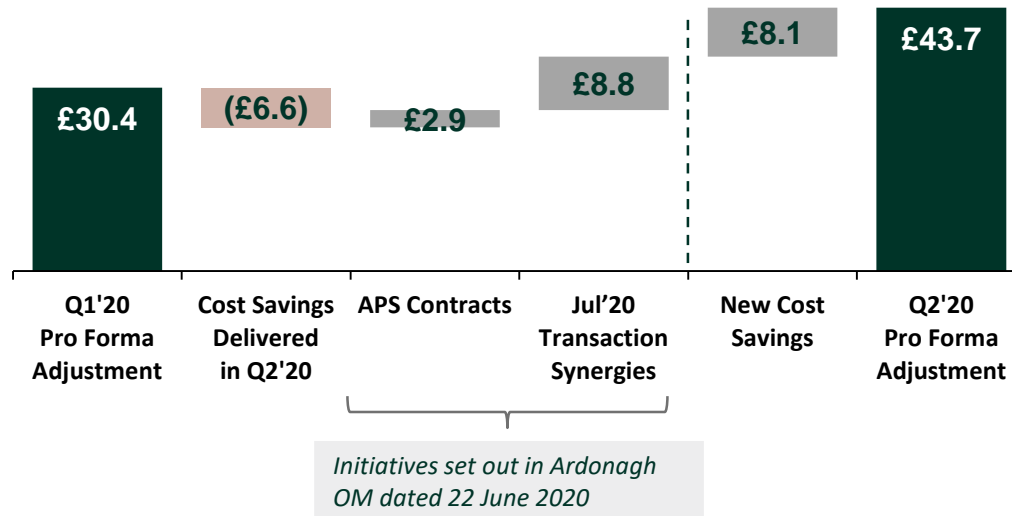 £30.4
(£6.6)
£2.9
£8.8
£8.1
£43.7
Q1'20
Pro Forma
Adjustment
Cost Savings
Delivered
in Q2'20
APS Contracts
Jul’20
Transaction
Synergies
New Cost
Savings
Q2'20
Pro Forma
Adjustment
Initiatives set out in Ardonagh
OM dated 22 June 2020